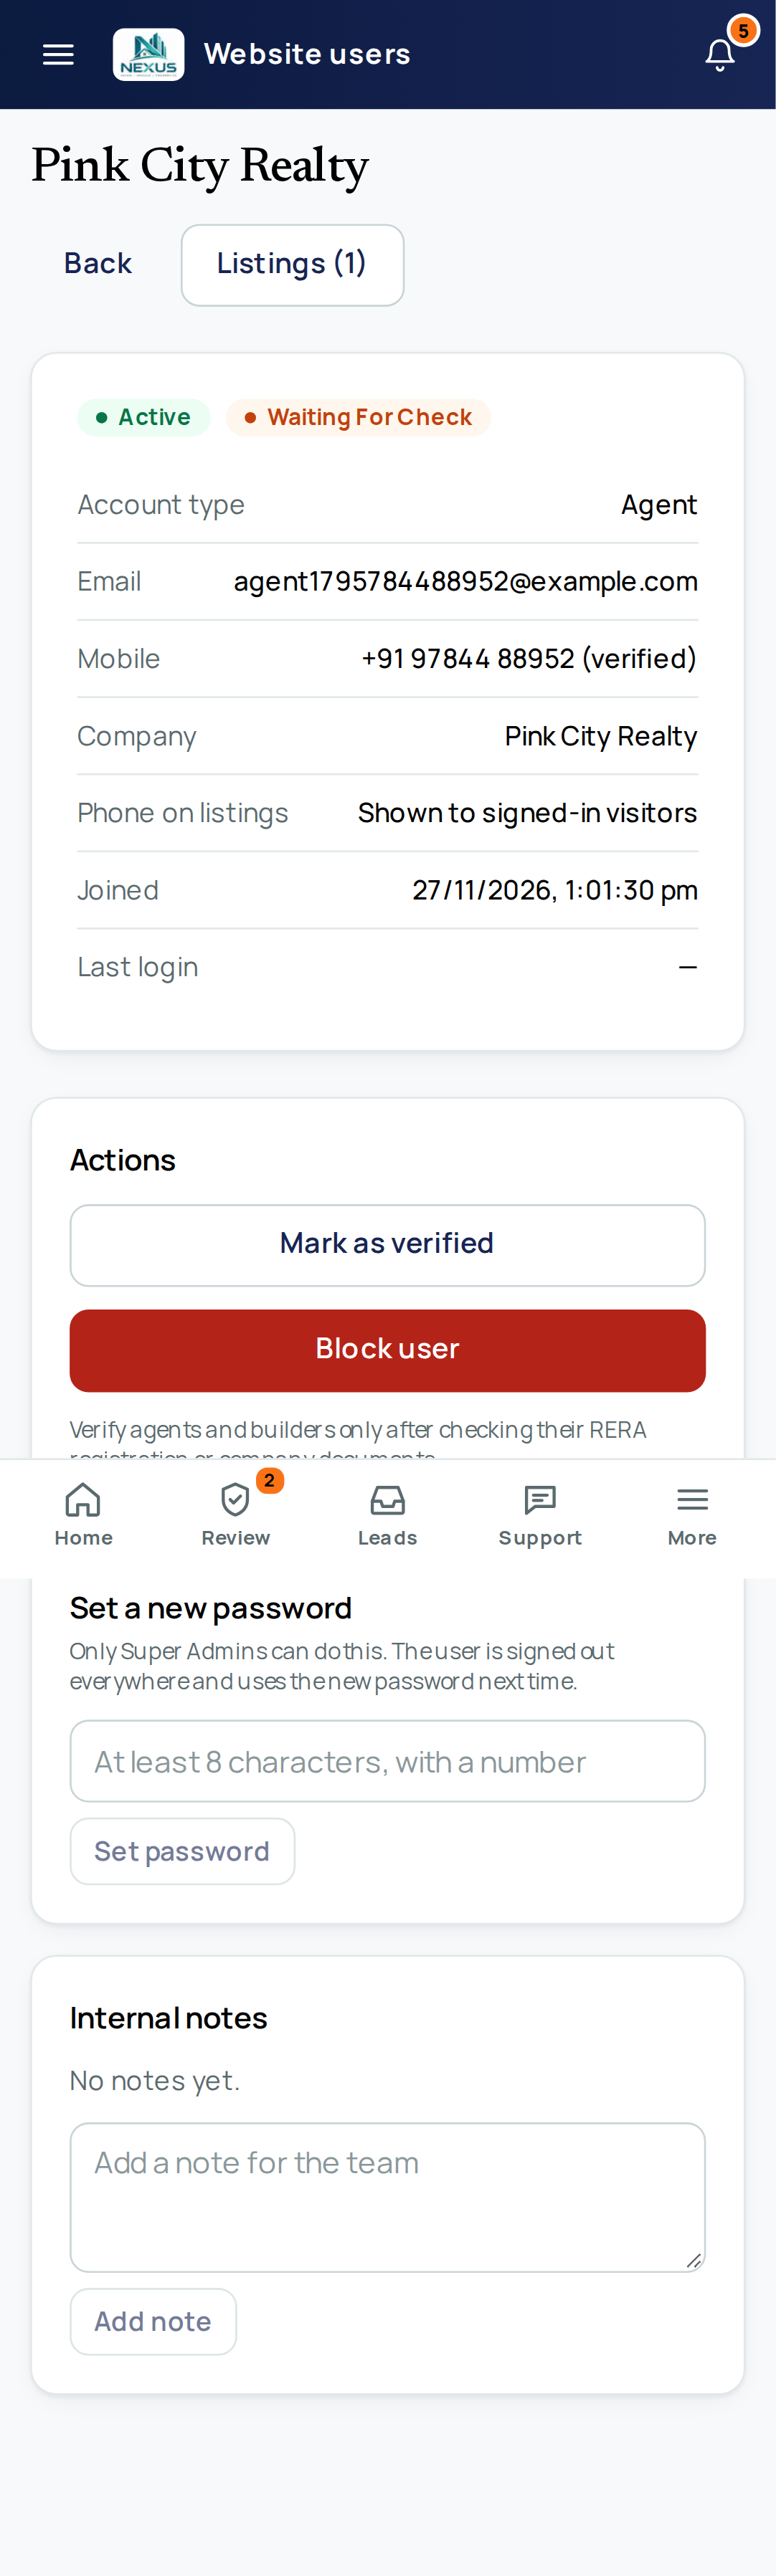 NEXUS
Website users
5
Pink City Realty
Back
Listings (1)
Active
Waiting For Check
Account type
Agent
Email
agent1795784488952@example.com
Mobile
+91 97844 88952 (verified)
Company
Pink City Realty
Phone on listings
Shown to signed-in visitors
Joined
27/11/2026, 1:01:30 pm
Last login
—
Actions
Mark as verified
Block user
Verify agents and builders only after checking their RERA
registration or company documents.
Home
Review
2
Leads
Support
More
Set a new password
Only Super Admins can do this. The user is signed out
everywhere and uses the new password next time.
At least 8 characters, with a number
Set password
Internal notes
No notes yet.
Add a note for the team
Add note